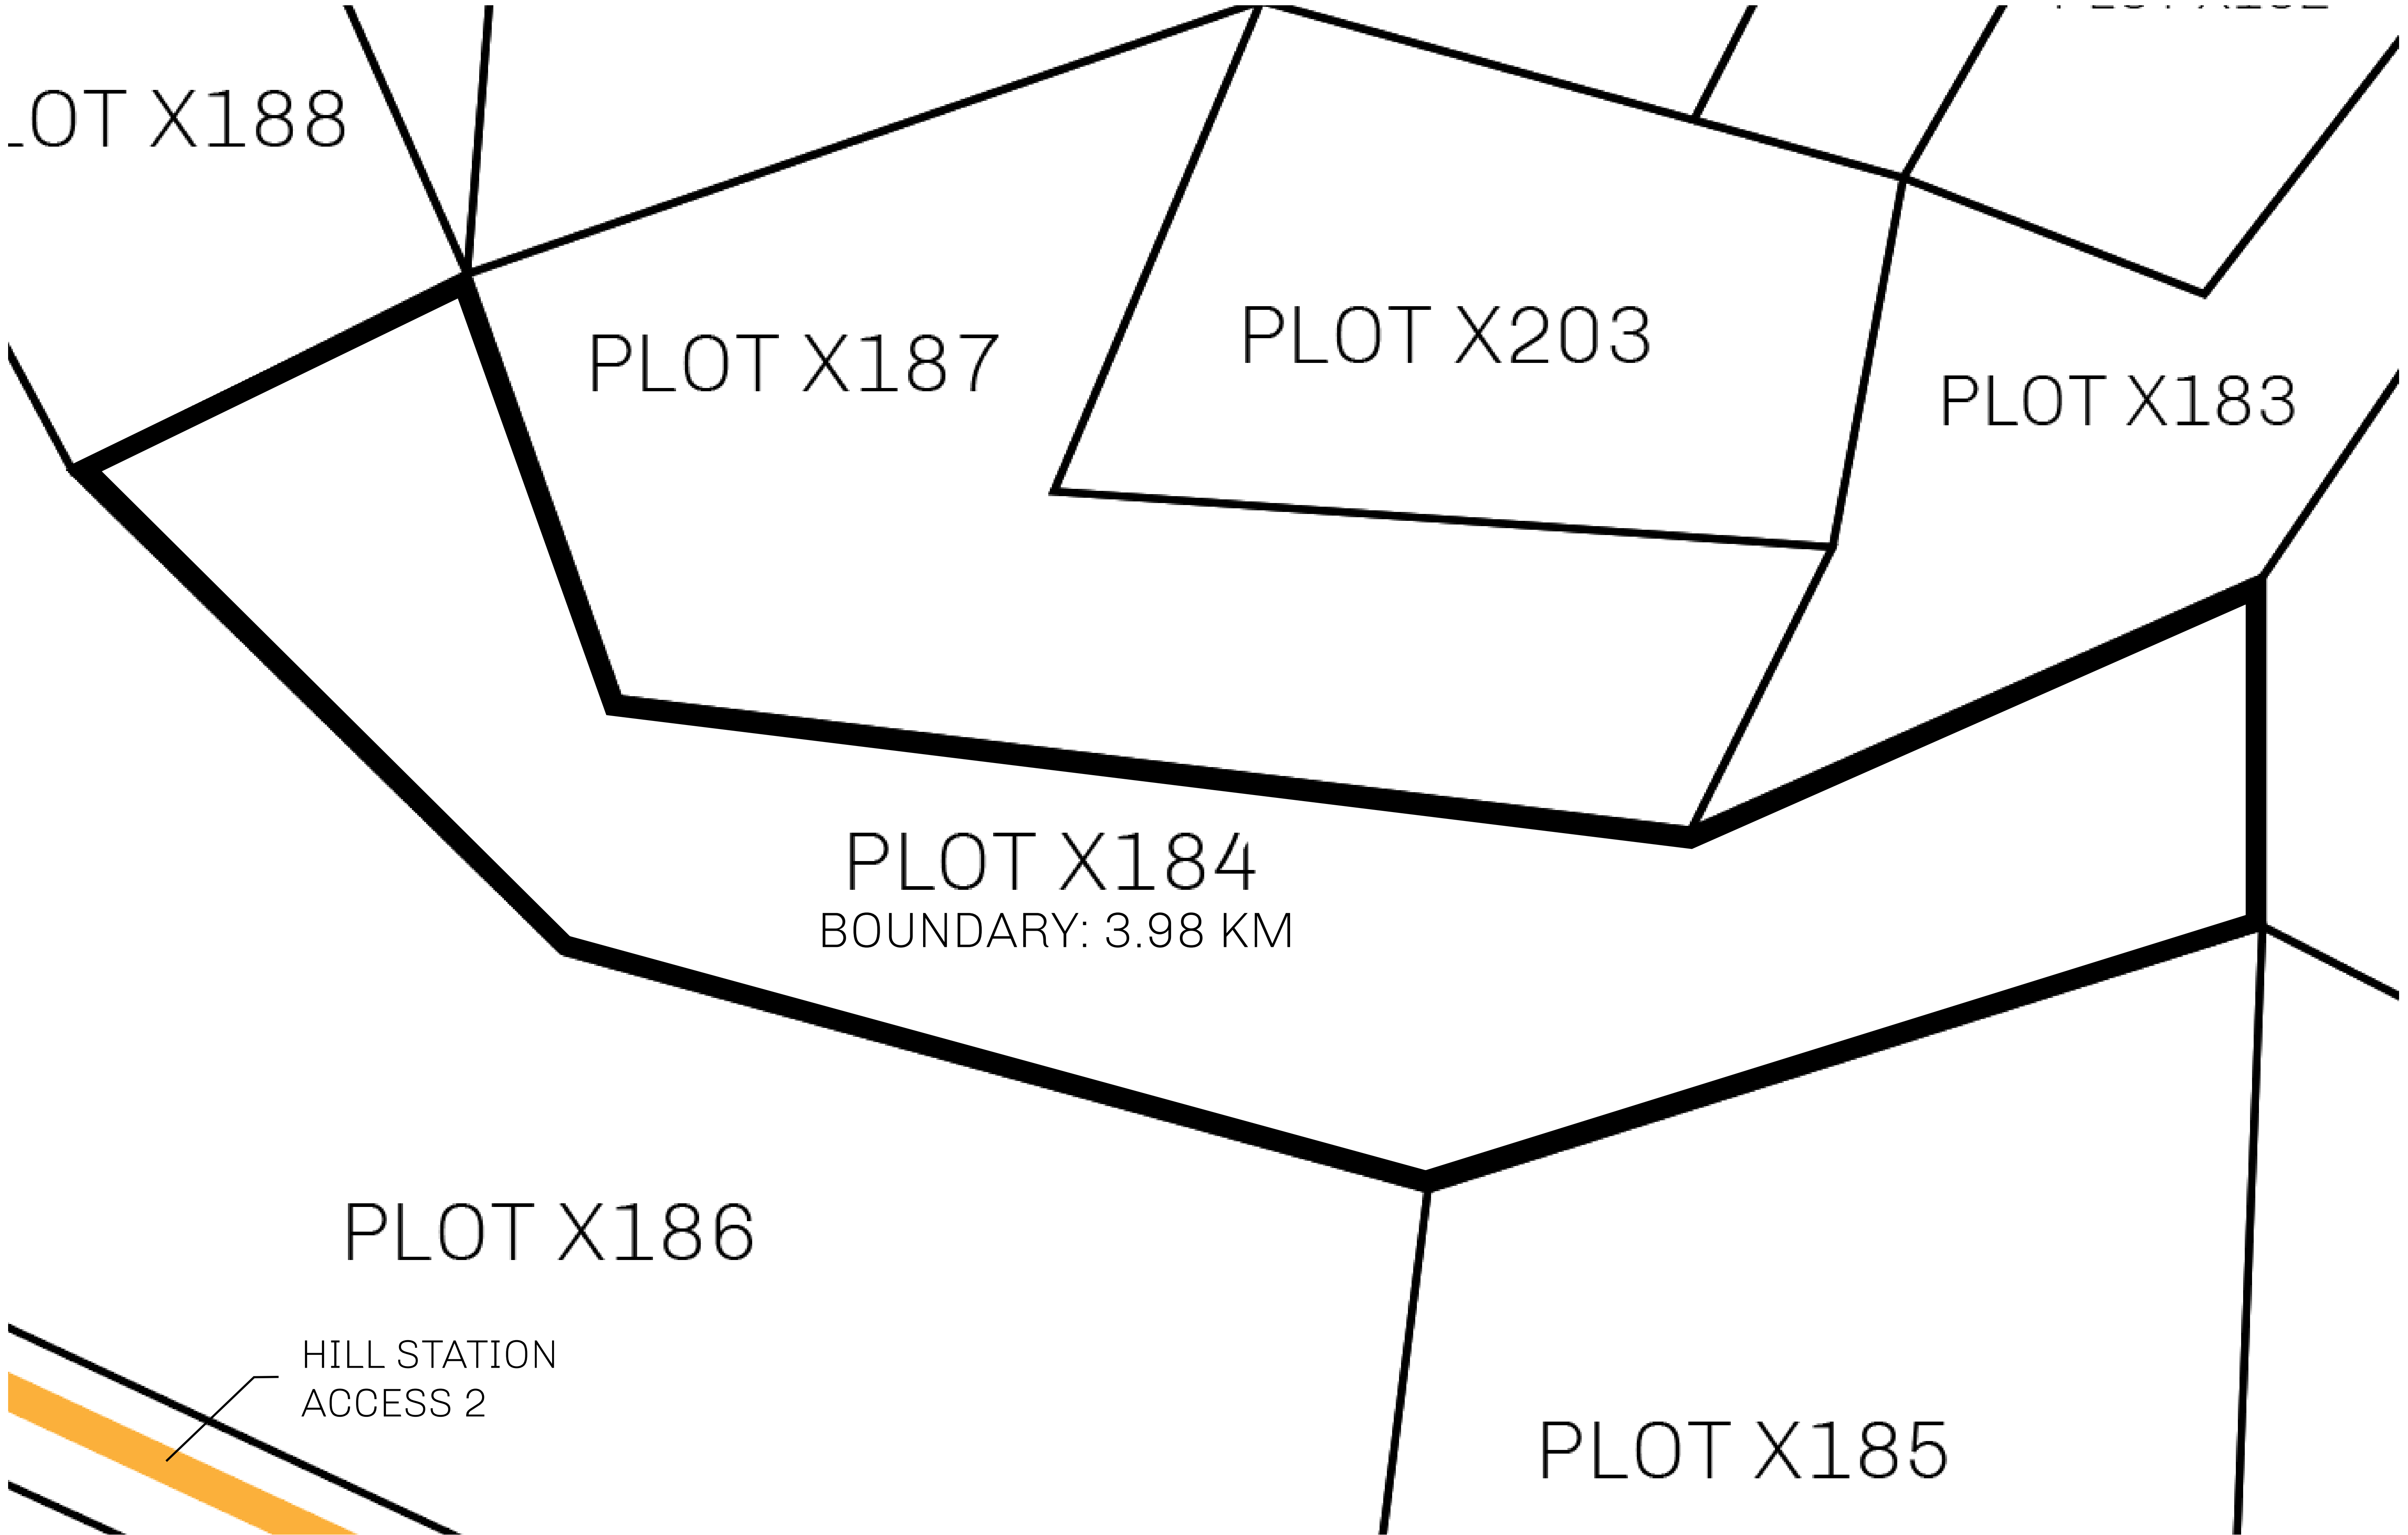 LOT X188
PLOT X187
PLOT X203
PLOT X183
PLOT X184
BOUNDARY: 3.98 KM
PLOT X186
HILL STATION
ACCESS 2
PLOT X185